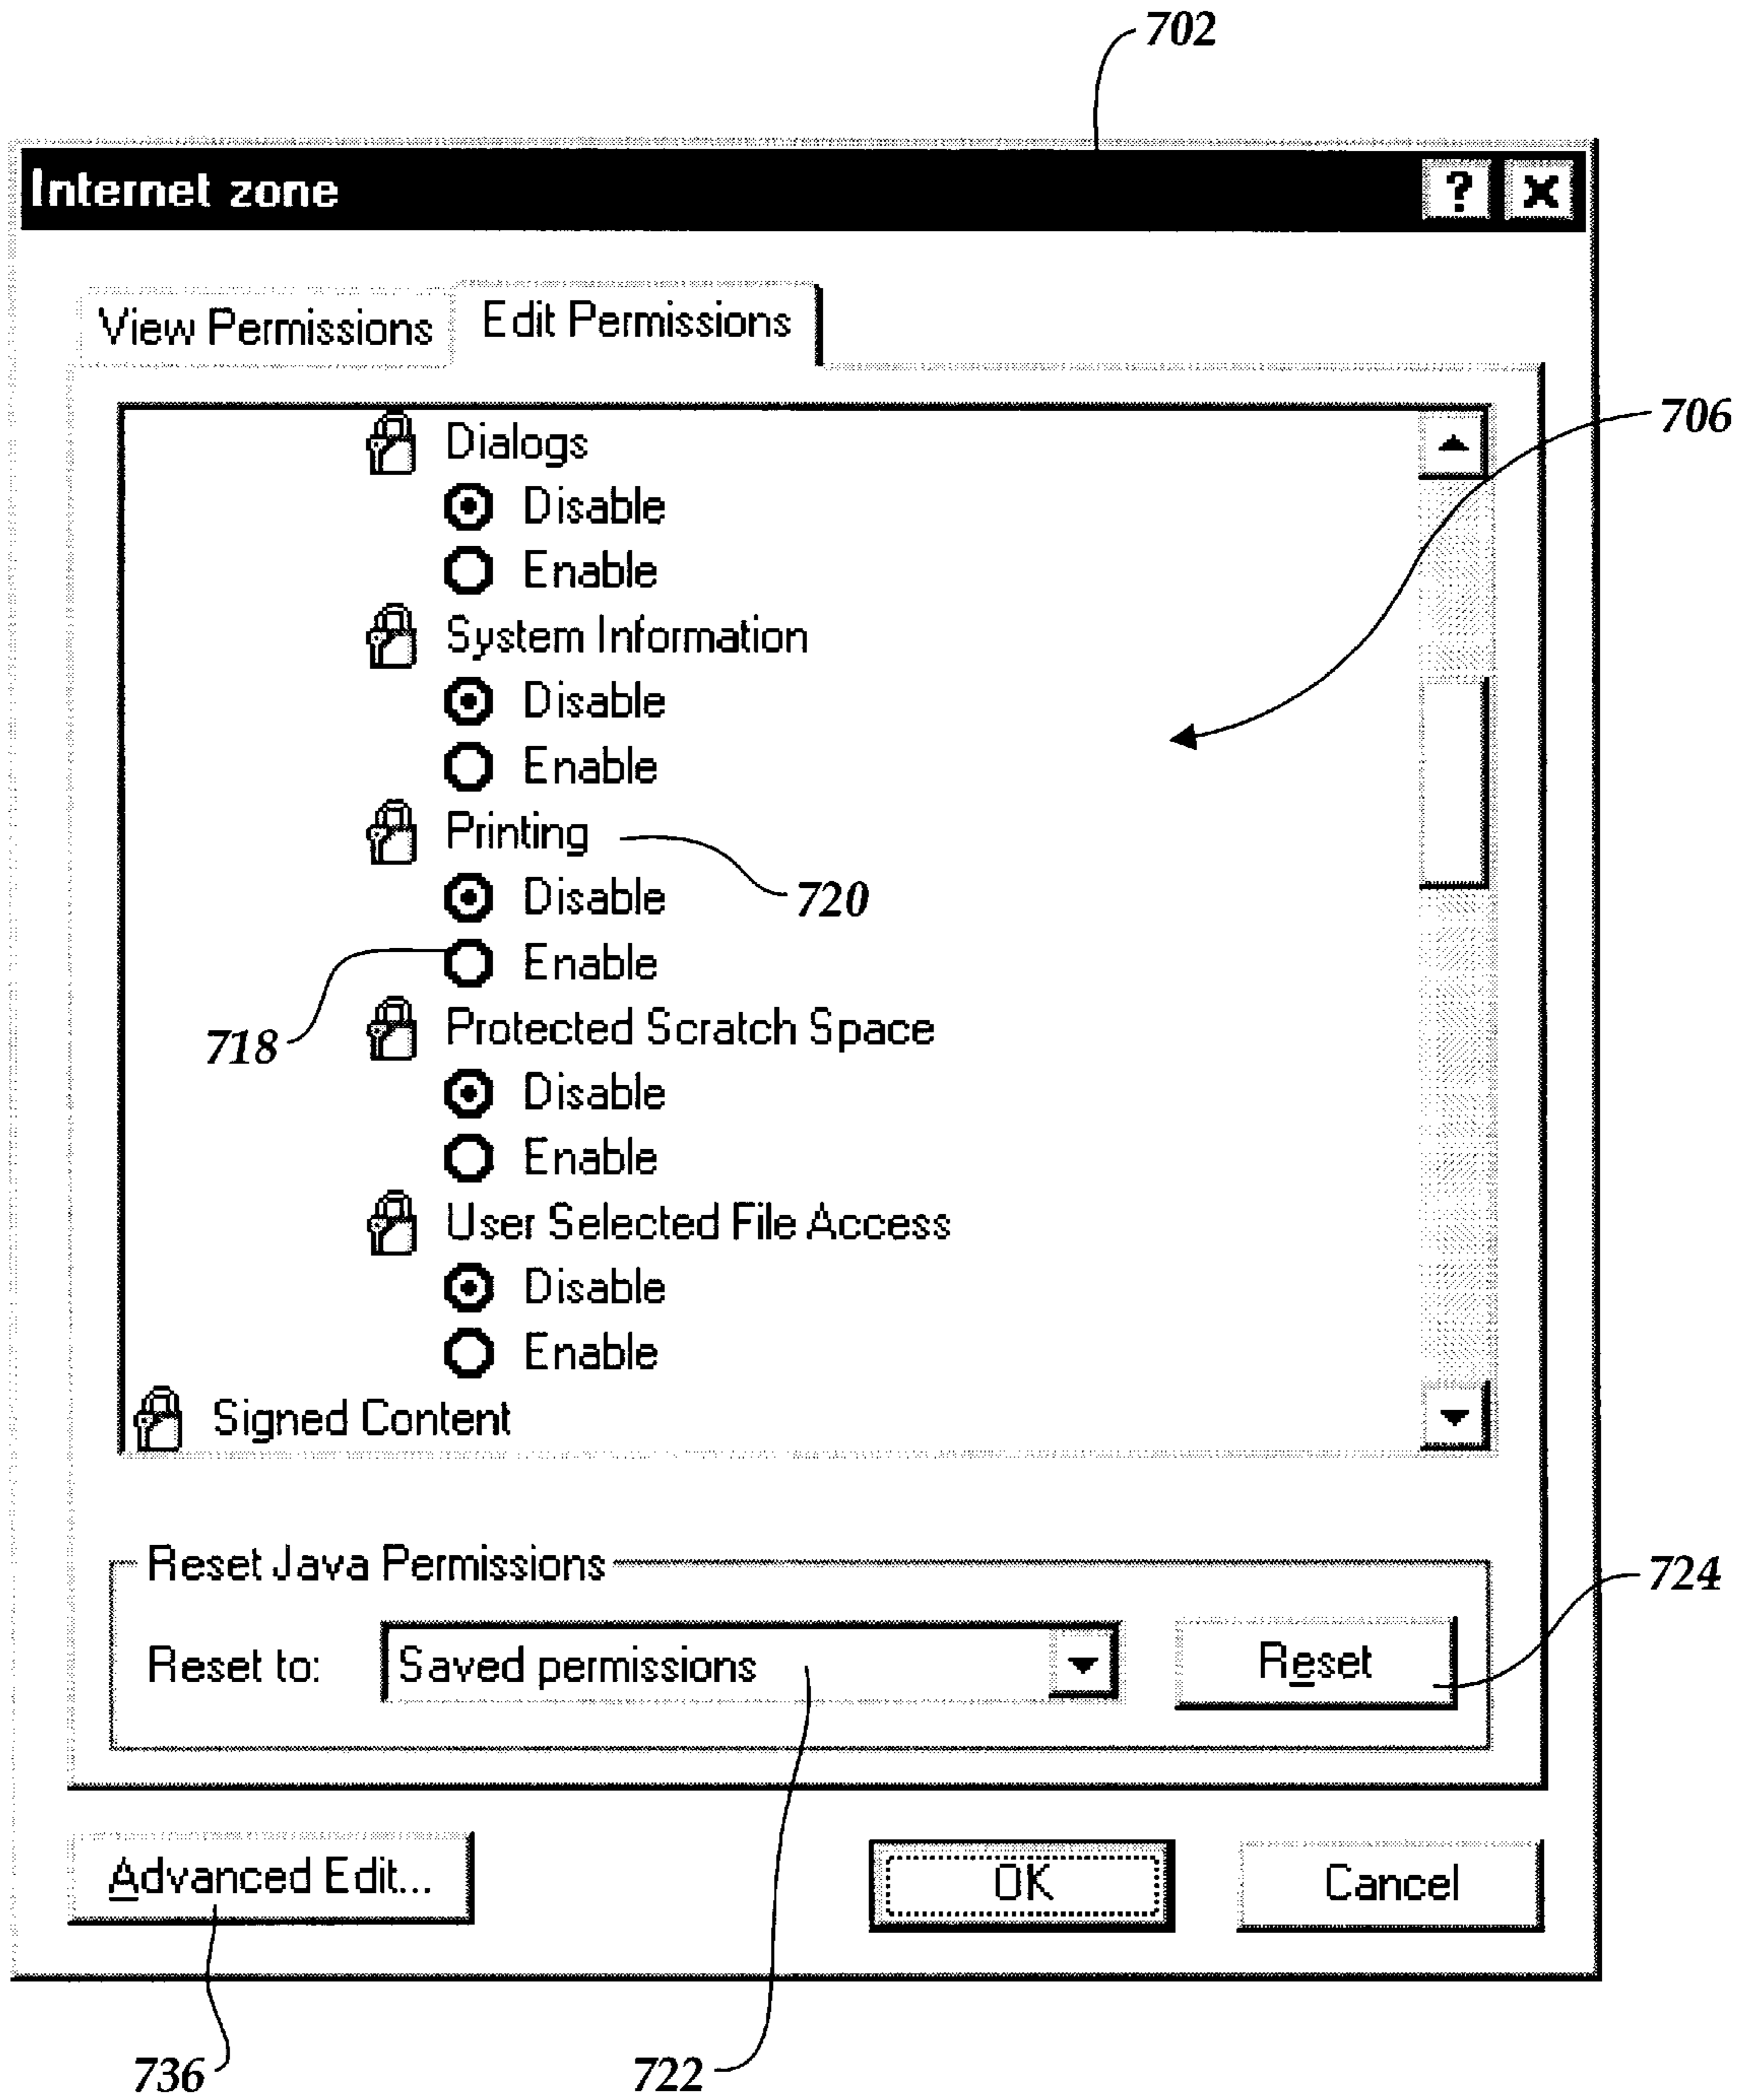 702
Internet zone ? X
View Permissions Edit Permissions
706
Dialogs
Disable
Enable
System Information
Disable
Enable
Printing
720
Disable
Enable
718
Protected Scratch Space
Disable
Enable
User Selected File Access
Disable
Enable
Signed Content
Reset Java Permissions
724
Reset to: Saved permissions Reset
Advanced Edit... OK Cancel
736 722